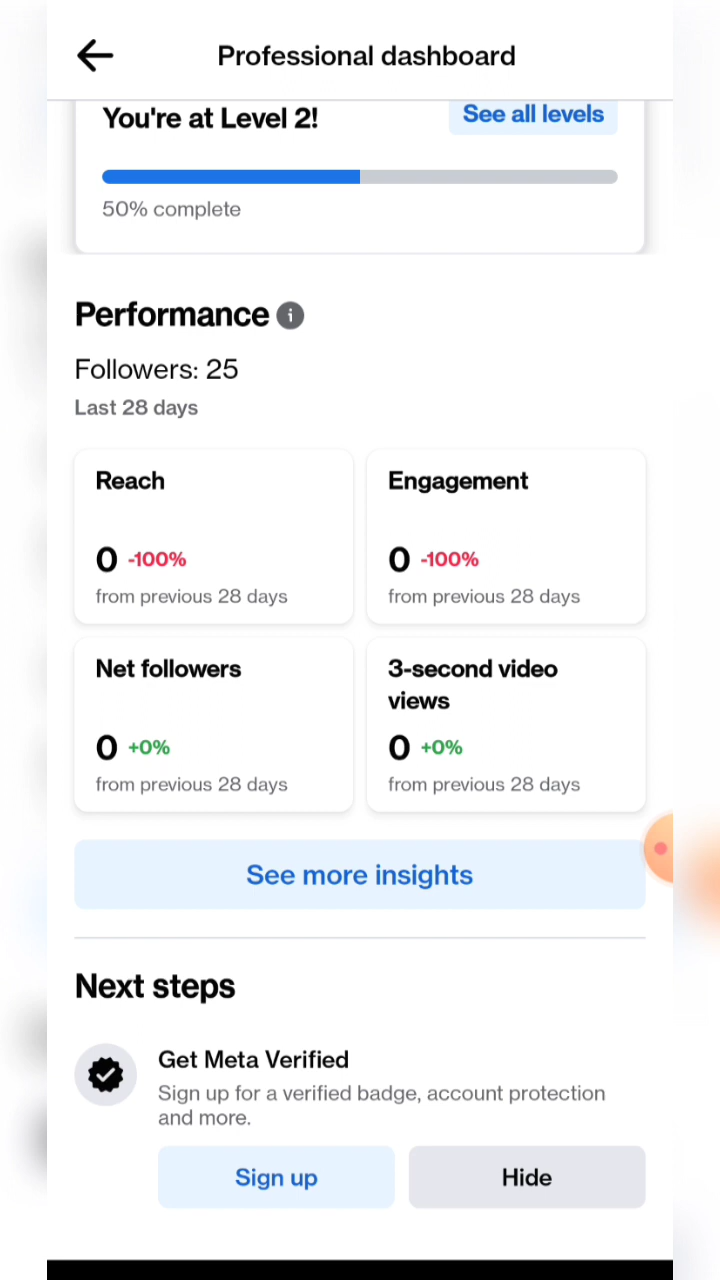 Professional dashboard
You're at Level 2!
See all levels
50% complete
Performance
Followers: 25
Last 28 days
Reach
0 -100%
from previous 28 days
Engagement
0 -100%
from previous 28 days
Net followers
0 +0%
from previous 28 days
3-second video
views
0 +0%
from previous 28 days
See more insights
Next steps
Get Meta Verified
Sign up for a verified badge, account protection
and more.
Sign up
Hide